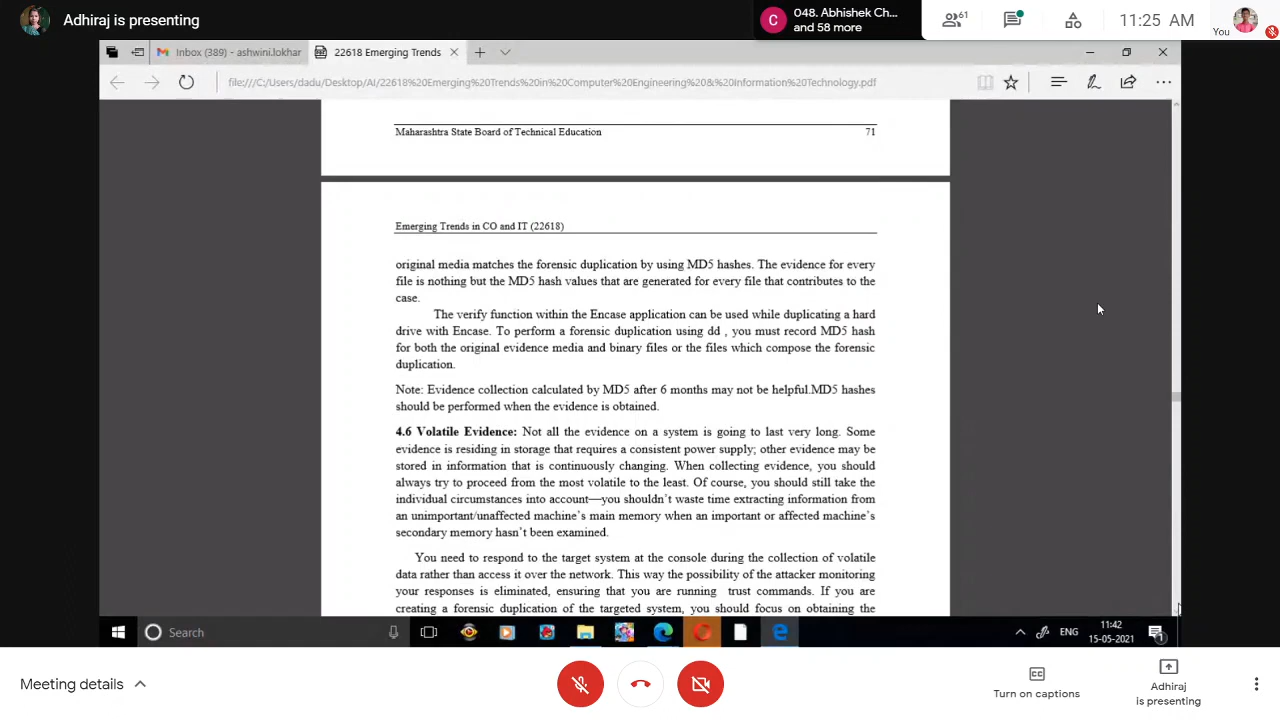 Adhiraj is presenting
C
048. Abhishek Ch...
and 58 more
61
11:25 AM
You
Inbox (389) - ashwini.lokhar
22618 Emerging Trends
file:///C:/Users/dadu/Desktop/AI/22618%20Emerging%20Trends%20in%20Computer%20Engineering%20&%20Information%20Technology.pdf
Maharashtra State Board of Technical Education 71
Emerging Trends in CO and IT (22618)
original media matches the forensic duplication by using MD5 hashes. The evidence for every
file is nothing but the MD5 hash values that are generated for every file that contributes to the
case.
The verify function within the Encase application can be used while duplicating a hard
drive with Encase. To perform a forensic duplication using dd , you must record MD5 hash
for both the original evidence media and binary files or the files which compose the forensic
duplication.
Note: Evidence collection calculated by MD5 after 6 months may not be helpful.MD5 hashes
should be performed when the evidence is obtained.
4.6 Volatile Evidence: Not all the evidence on a system is going to last very long. Some
evidence is residing in storage that requires a consistent power supply; other evidence may be
stored in information that is continuously changing. When collecting evidence, you should
always try to proceed from the most volatile to the least. Of course, you should still take the
individual circumstances into account—you shouldn't waste time extracting information from
an unimportant/unaffected machine's main memory when an important or affected machine's
secondary memory hasn't been examined.
You need to respond to the target system at the console during the collection of volatile
data rather than access it over the network. This way the possibility of the attacker monitoring
your responses is eliminated, ensuring that you are running trust commands. If you are
creating a forensic duplication of the targeted system, you should focus on obtaining the
Search
ENG
11:42
15-05-2021
1
Meeting details
CC
Turn on captions
Adhiraj
is presenting